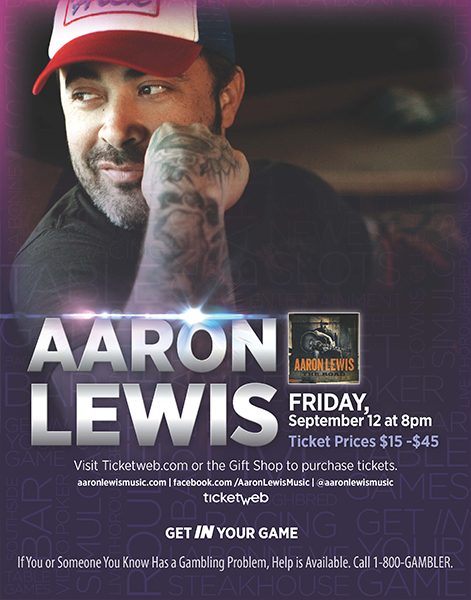 AARON
LEWIS
AARON LEWIS
FRIDAY,
September 12 at 8pm
Ticket Prices $15 -$45
Visit Ticketweb.com or the Gift Shop to purchase tickets.
aaronlewismusic.com | facebook.com /AaronLewisMusic | @aaronlewismusic
ticketweb
GET IN YOUR GAME
If You or Someone You Know Has a Gambling Problem, Help is Available. Call 1-800-GAMBLER.